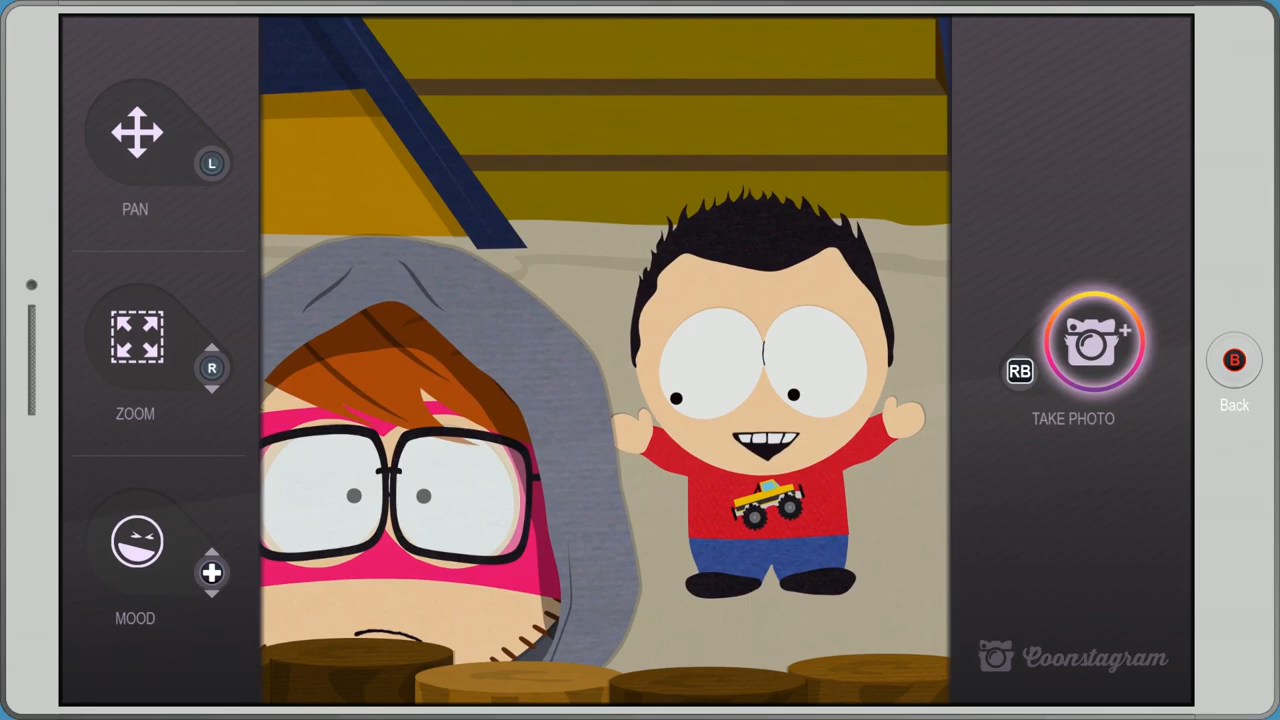 L
PAN
R
ZOOM
MOOD
RB
TAKE PHOTO
B
Back
Coonstagram